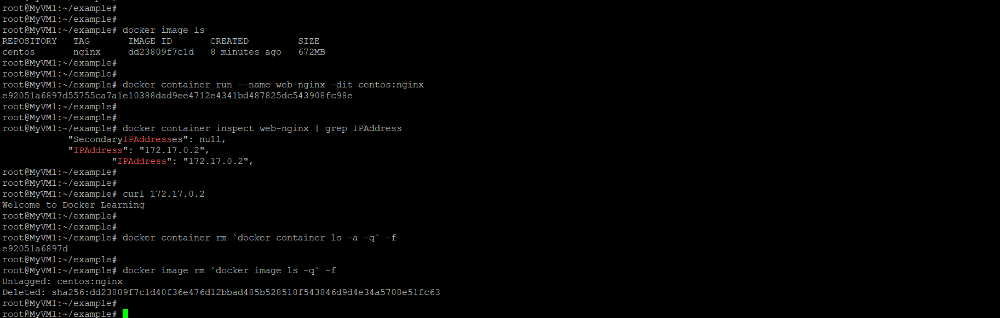 root@MyVM1:~/example#
root@MyVM1:~/example#
root@MyVM1:~/example# docker image ls
REPOSITORY   TAG       IMAGE ID       CREATED         SIZE
centos       nginx     dd23809f7c1d   8 minutes ago   672MB
root@MyVM1:~/example#
root@MyVM1:~/example#
root@MyVM1:~/example# docker container run --name web-nginx -dit centos:nginx
e92051a6897d55755ca7a1e10388dad9ee4712e4341bd487825dc543908fc98e
root@MyVM1:~/example#
root@MyVM1:~/example#
root@MyVM1:~/example# docker container inspect web-nginx | grep IPAddress
            "SecondaryIPAddresses": null,
            "IPAddress": "172.17.0.2",
                    "IPAddress": "172.17.0.2",
root@MyVM1:~/example#
root@MyVM1:~/example#
root@MyVM1:~/example# curl 172.17.0.2
Welcome to Docker Learning
root@MyVM1:~/example#
root@MyVM1:~/example#
root@MyVM1:~/example# docker container rm `docker container ls -a -q` -f
e92051a6897d
root@MyVM1:~/example#
root@MyVM1:~/example# docker image rm `docker image ls -q` -f
Untagged: centos:nginx
Deleted: sha256:dd23809f7c1d40f36e476d12bbad485b528518f543846d9d4e34a5708e51fc63
root@MyVM1:~/example#
root@MyVM1:~/example#